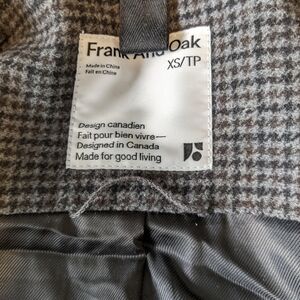 Frank And Oak
Made in China
Fait en Chine
XS/TP
Design canadien
Fait pour bien vivre—
Designed in Canada
Made for good living